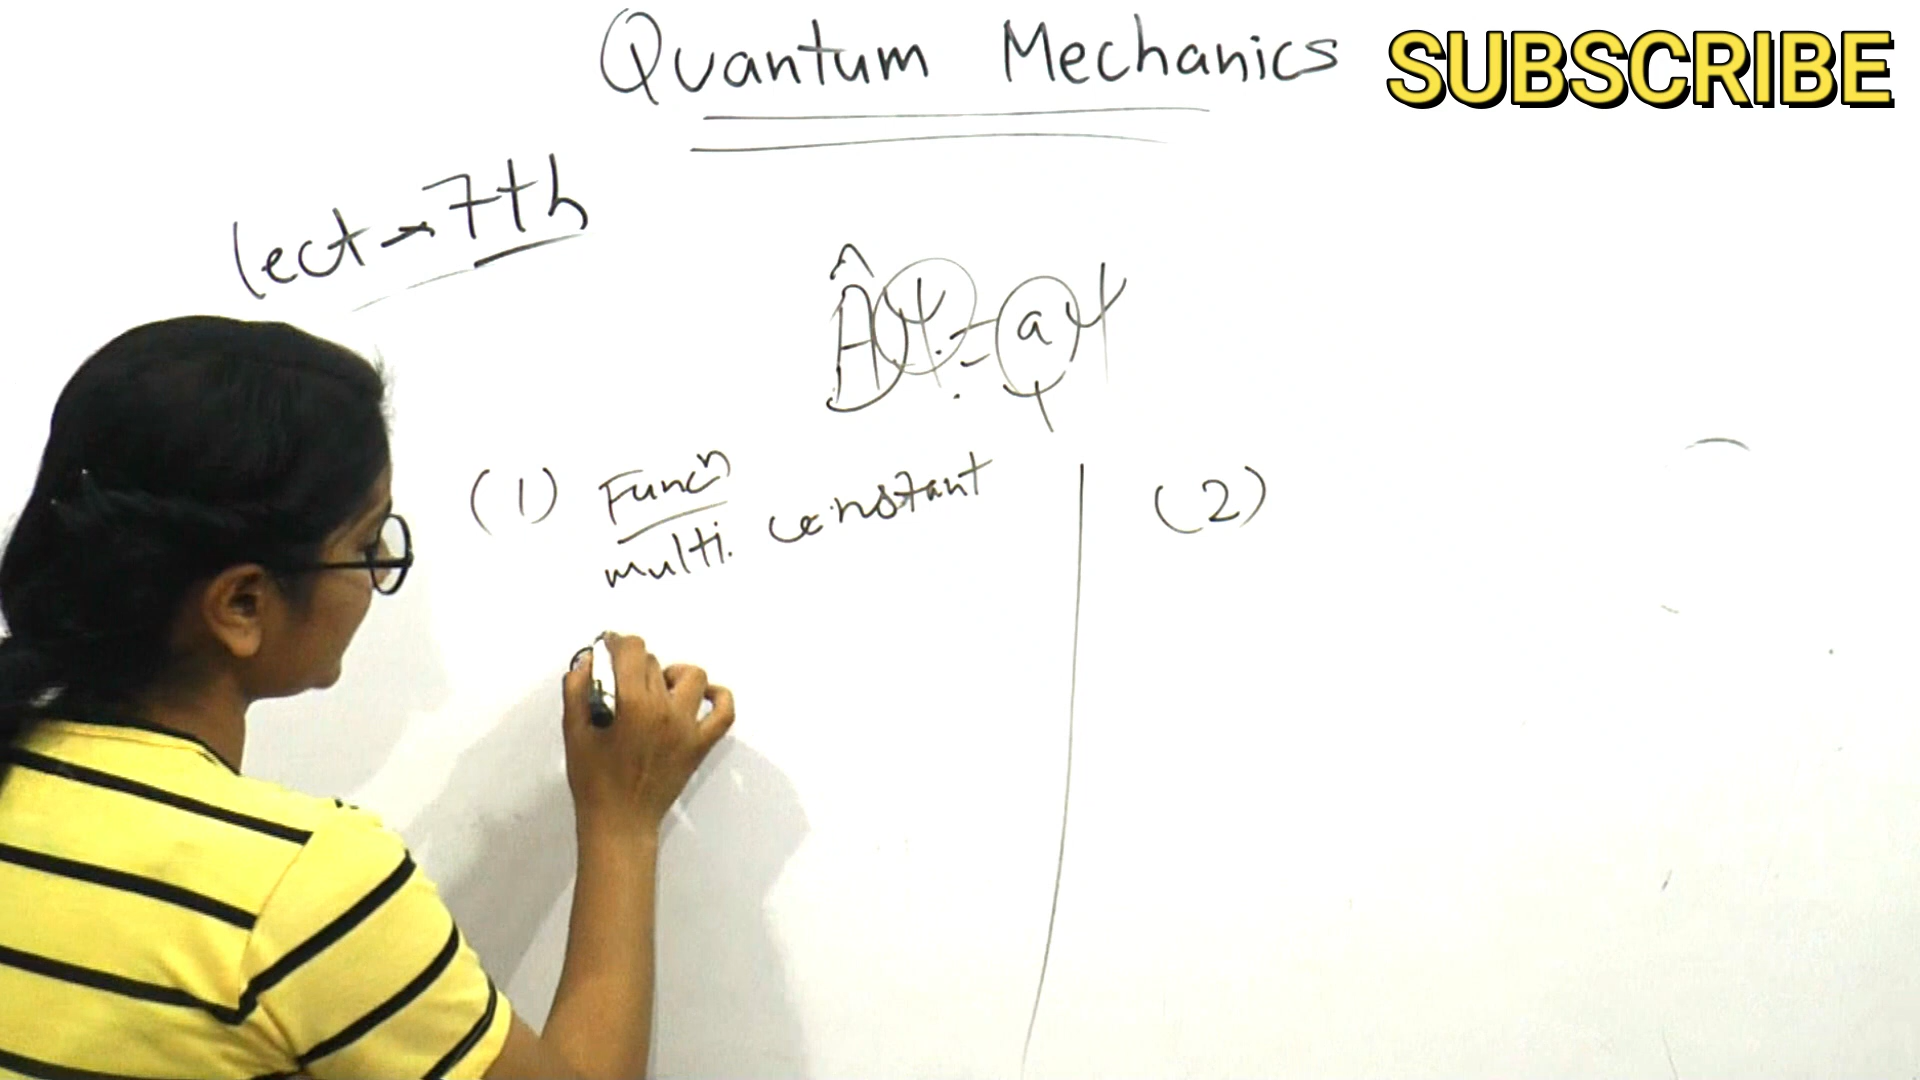 Quantum Mechanics
SUBSCRIBE
lect → 7th
Âψ = aψ
(1) Funcⁿ
multi. constant
(2)